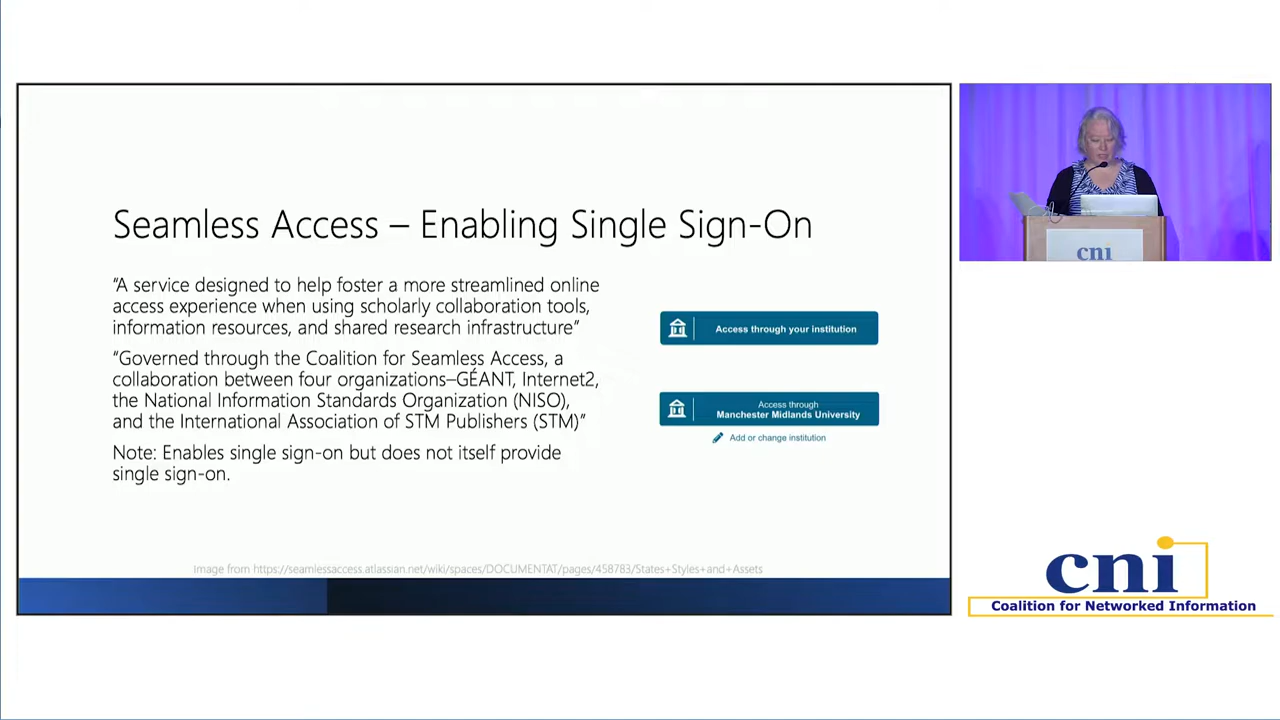 Seamless Access – Enabling Single Sign-On
“A service designed to help foster a more streamlined online
access experience when using scholarly collaboration tools,
information resources, and shared research infrastructure”
“Governed through the Coalition for Seamless Access, a
collaboration between four organizations–GÉANT, Internet2,
the National Information Standards Organization (NISO),
and the International Association of STM Publishers (STM)”
Note: Enables single sign-on but does not itself provide
single sign-on.
Access through your institution
Access through
Manchester Midlands University
Add or change institution
Image from https://seamlessaccess.atlassian.net/wiki/spaces/DOCUMENTAT/pages/458783/States+Styles+and+Assets
cni
cni
Coalition for Networked Information